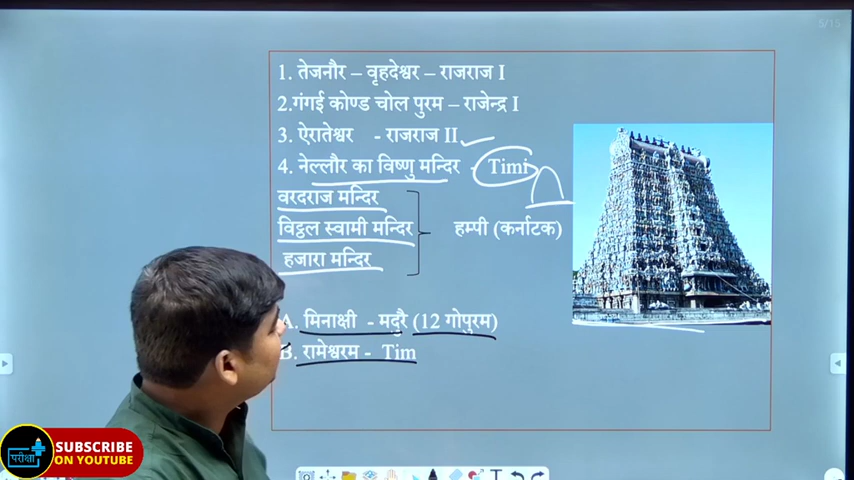 5/15
1. तेजनौर – वृहदेश्वर – राजराज I
2.गंगई कोण्ड चोल पुरम – राजेन्द्र I
3. ऐरातेश्वर - राजराज II
4. नेल्लौर का विष्णु मन्दिर - Timi
वरदराज मन्दिर
विट्ठल स्वामी मन्दिर
हजारा मन्दिर
हम्पी (कर्नाटक)
A. मिनाक्षी - मदुरै (12 गोपुरम)
B. रामेश्वरम - Tim
परीक्षा
SUBSCRIBE
ON YOUTUBE